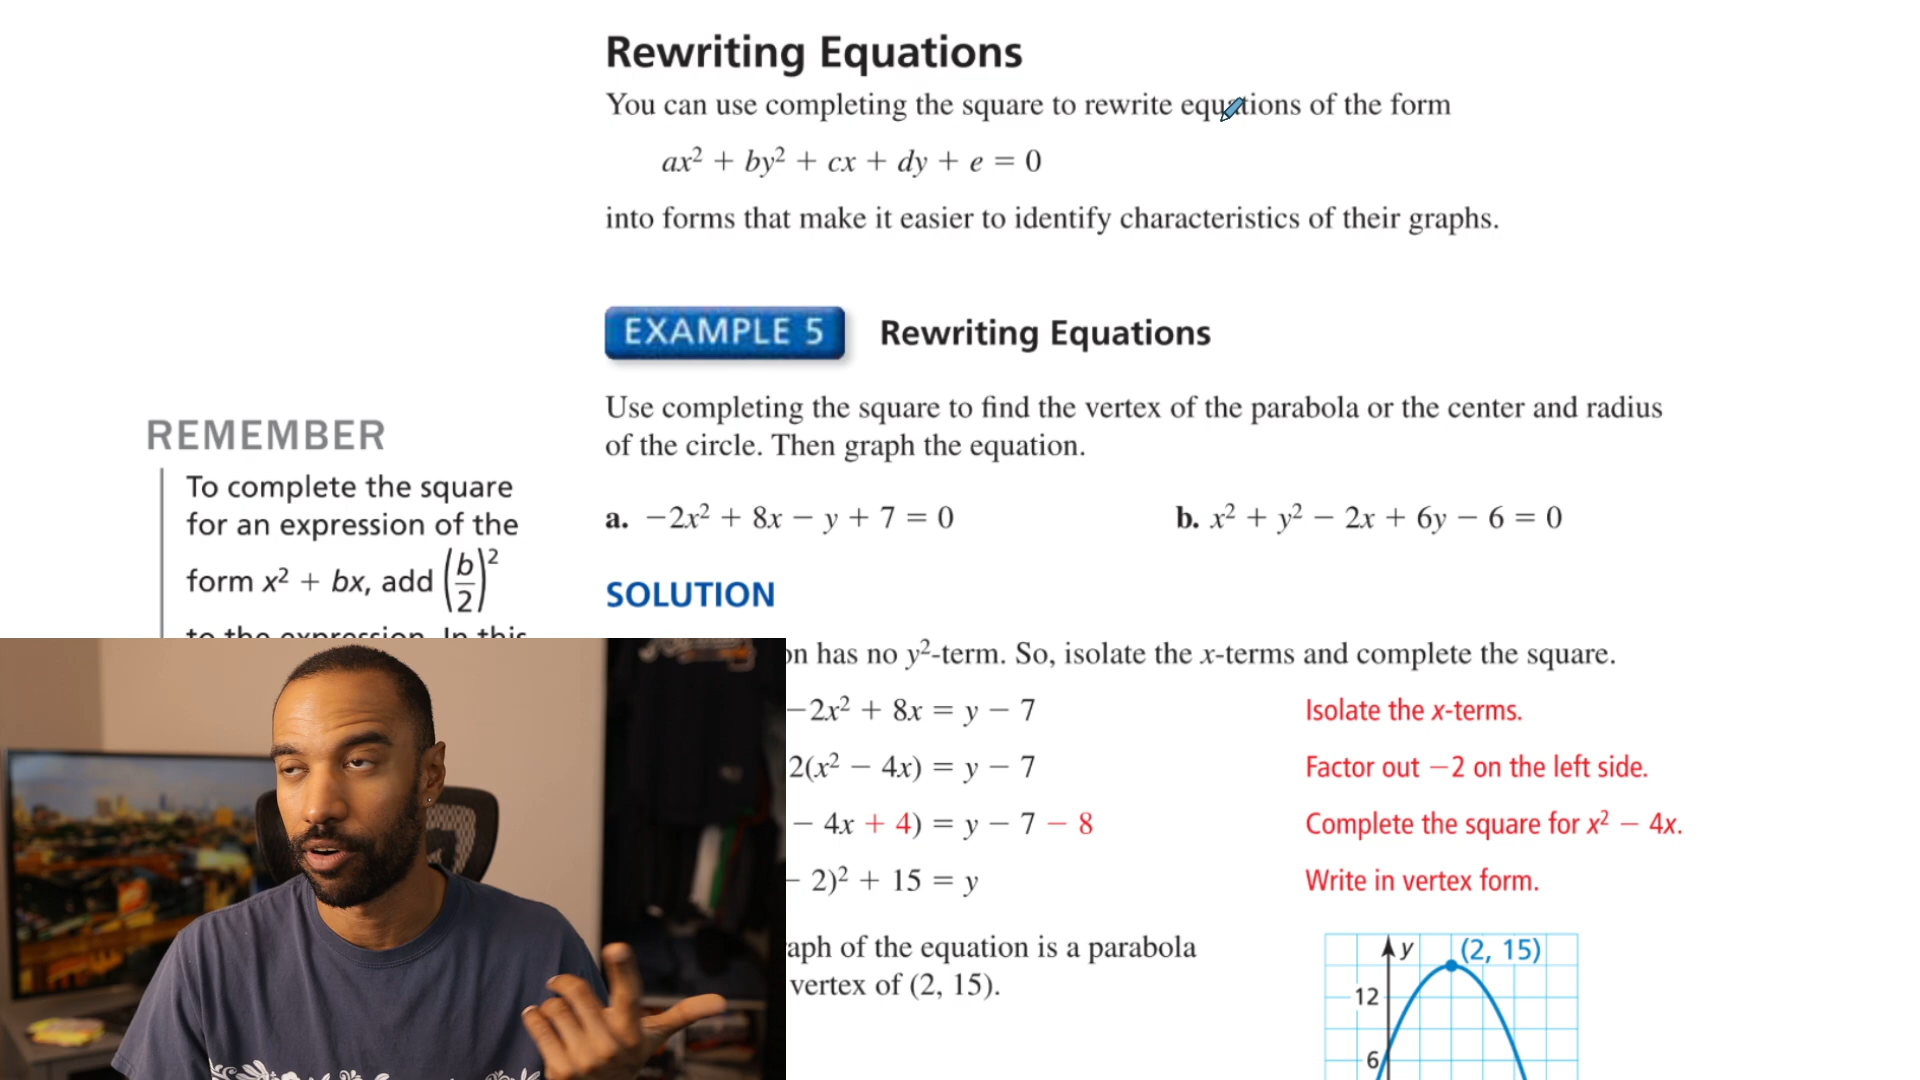 Rewriting Equations
You can use completing the square to rewrite equations of the form
ax² + by² + cx + dy + e = 0
into forms that make it easier to identify characteristics of their graphs.
EXAMPLE 5 Rewriting Equations
Use completing the square to find the vertex of the parabola or the center and radius
of the circle. Then graph the equation.
a. −2x² + 8x − y + 7 = 0
b. x² + y² − 2x + 6y − 6 = 0
REMEMBER
To complete the square
for an expression of the
form x² + bx, add (b/2)²
to the expression. In this
SOLUTION
on has no y²-term. So, isolate the x-terms and complete the square.
−2x² + 8x = y − 7 Isolate the x-terms.
2(x² − 4x) = y − 7 Factor out −2 on the left side.
− 4x + 4) = y − 7 − 8 Complete the square for x² − 4x.
− 2)² + 15 = y Write in vertex form.
aph of the equation is a parabola
vertex of (2, 15).
y
(2, 15)
12
6